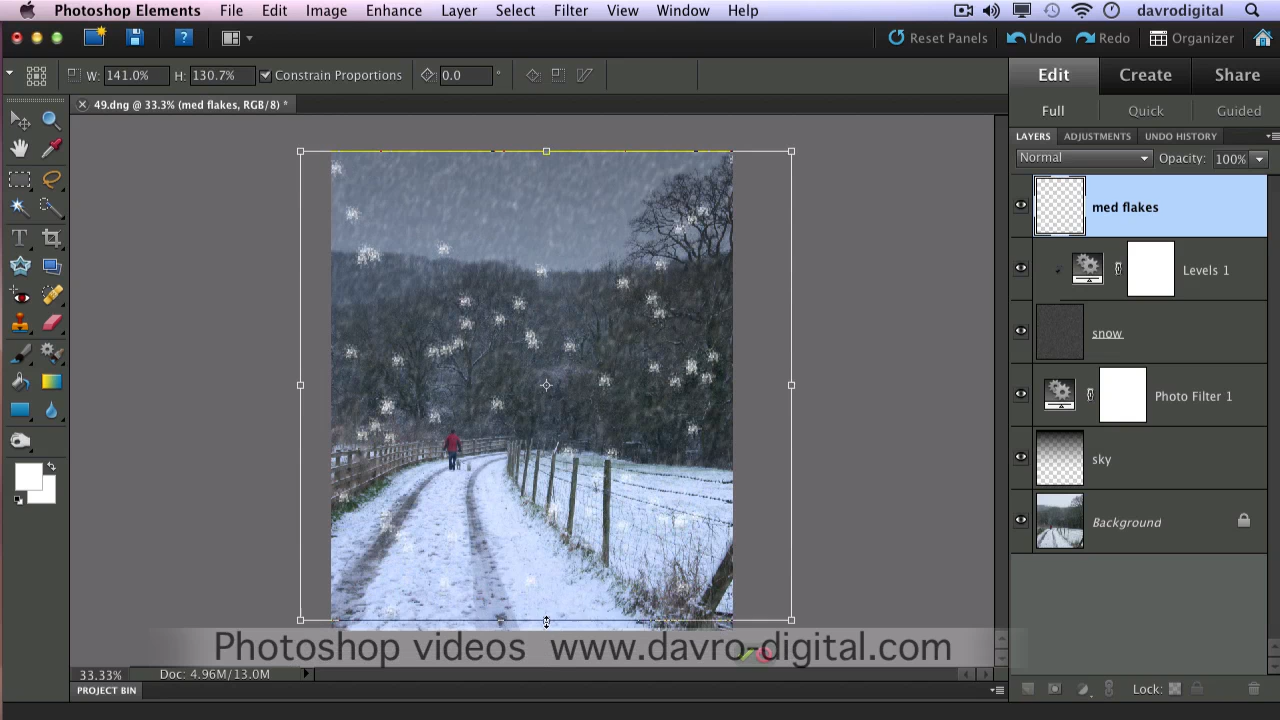 Photoshop Elements File Edit Image Enhance Layer Select Filter View Window Help davrodigital
Reset Panels Undo Redo Organizer
W: 141.0% H: 130.7% Constrain Proportions 0.0 °
Edit Create Share
49.dng @ 33.3% (med flakes, RGB/8) *
Full Quick Guided
LAYERS ADJUSTMENTS UNDO HISTORY
Normal Opacity: 100%
med flakes
Levels 1
snow
Photo Filter 1
sky
Background
Photoshop videos www.davro-digital.com
33.33% Doc: 4.96M/13.0M
PROJECT BIN
Lock: